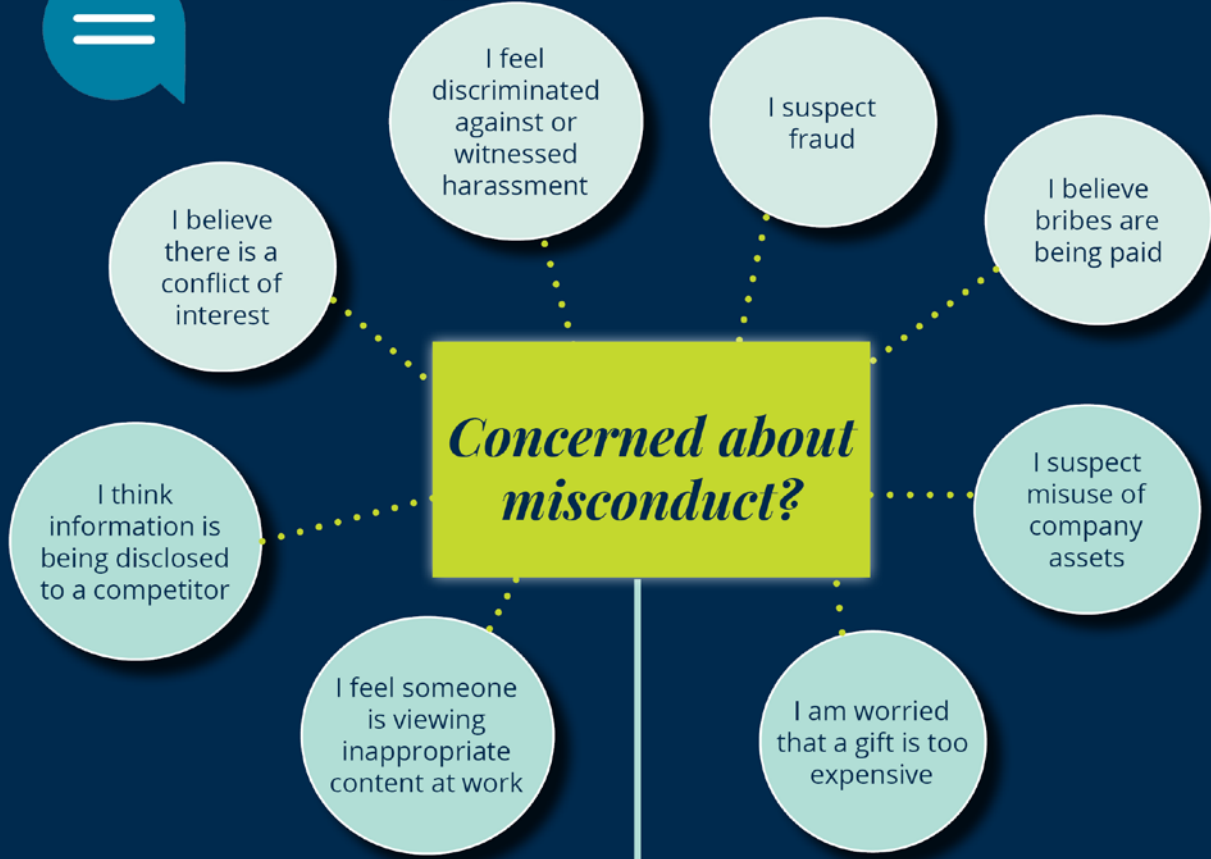 I feel
discriminated
against or
witnessed
harassment
I suspect
fraud
I believe
bribes are
being paid
I believe
there is a
conflict of
interest
Concerned about
misconduct?
I suspect
misuse of
company
assets
I think
information is
being disclosed
to a competitor
I feel someone
is viewing
inappropriate
content at work
I am worried
that a gift is too
expensive